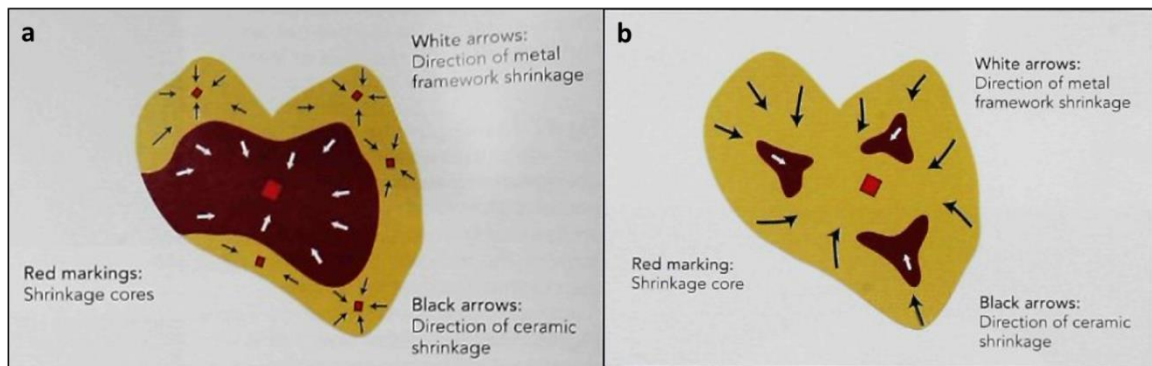 a
White arrows:
Direction of metal
framework shrinkage
Red markings:
Shrinkage cores
Black arrows:
Direction of ceramic
shrinkage
b
White arrows:
Direction of metal
framework shrinkage
Red marking:
Shrinkage core
Black arrows:
Direction of ceramic
shrinkage